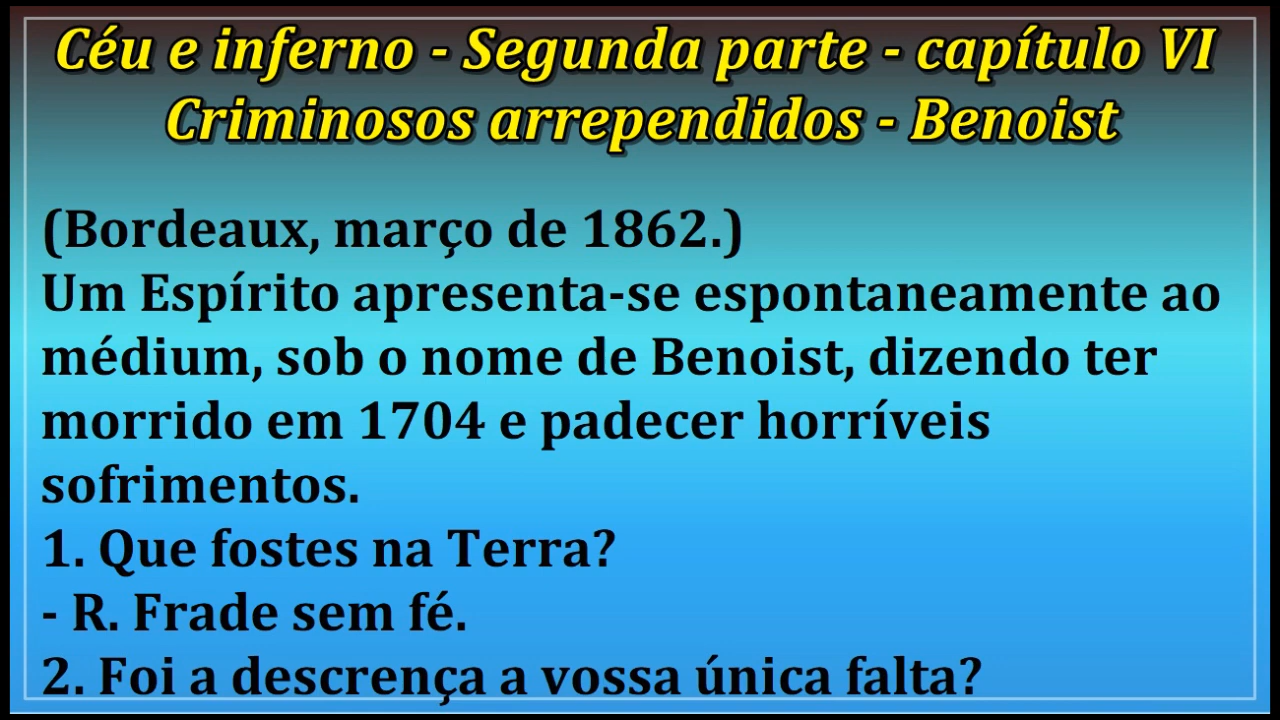 Céu e inferno - Segunda parte - capítulo VI
Criminosos arrependidos - Benoist
(Bordeaux, março de 1862.)
Um Espírito apresenta-se espontaneamente ao
médium, sob o nome de Benoist, dizendo ter
morrido em 1704 e padecer horríveis
sofrimentos.
1. Que fostes na Terra?
- R. Frade sem fé.
2. Foi a descrença a vossa única falta?